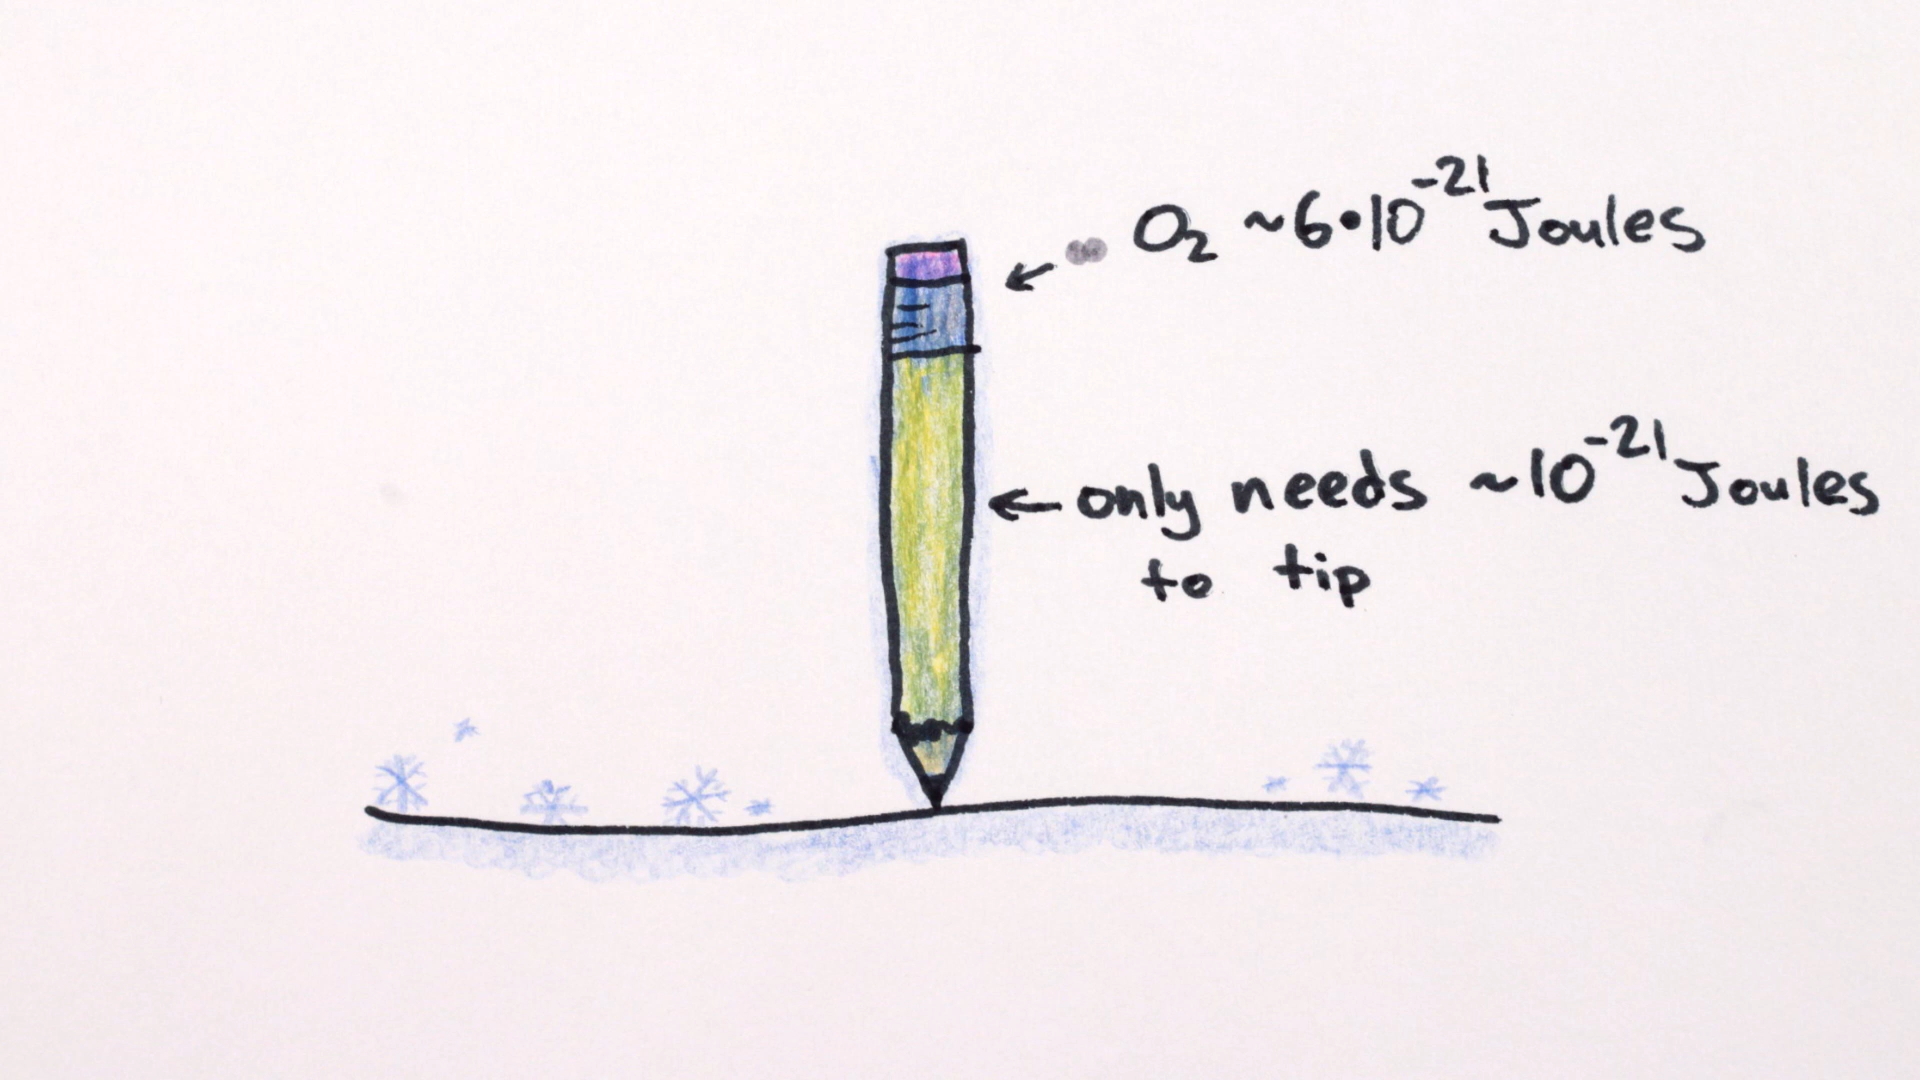 O₂ ~6•10⁻²¹ Joules
only needs ~10⁻²¹ Joules
to tip